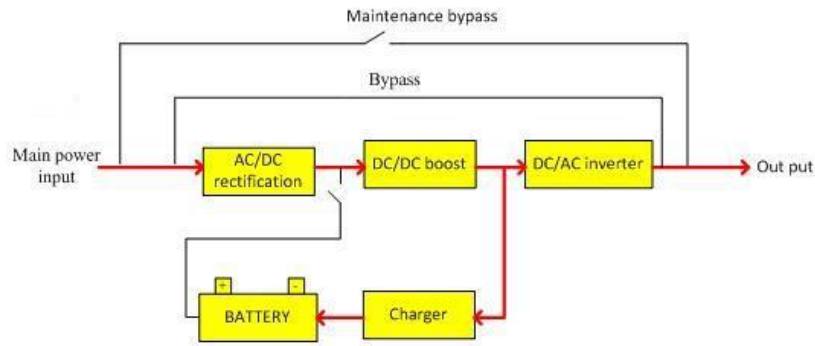 Maintenance bypass
Bypass
Main power
input
AC/DC
rectification
DC/DC boost
DC/AC inverter
Out put
+
-
BATTERY
Charger